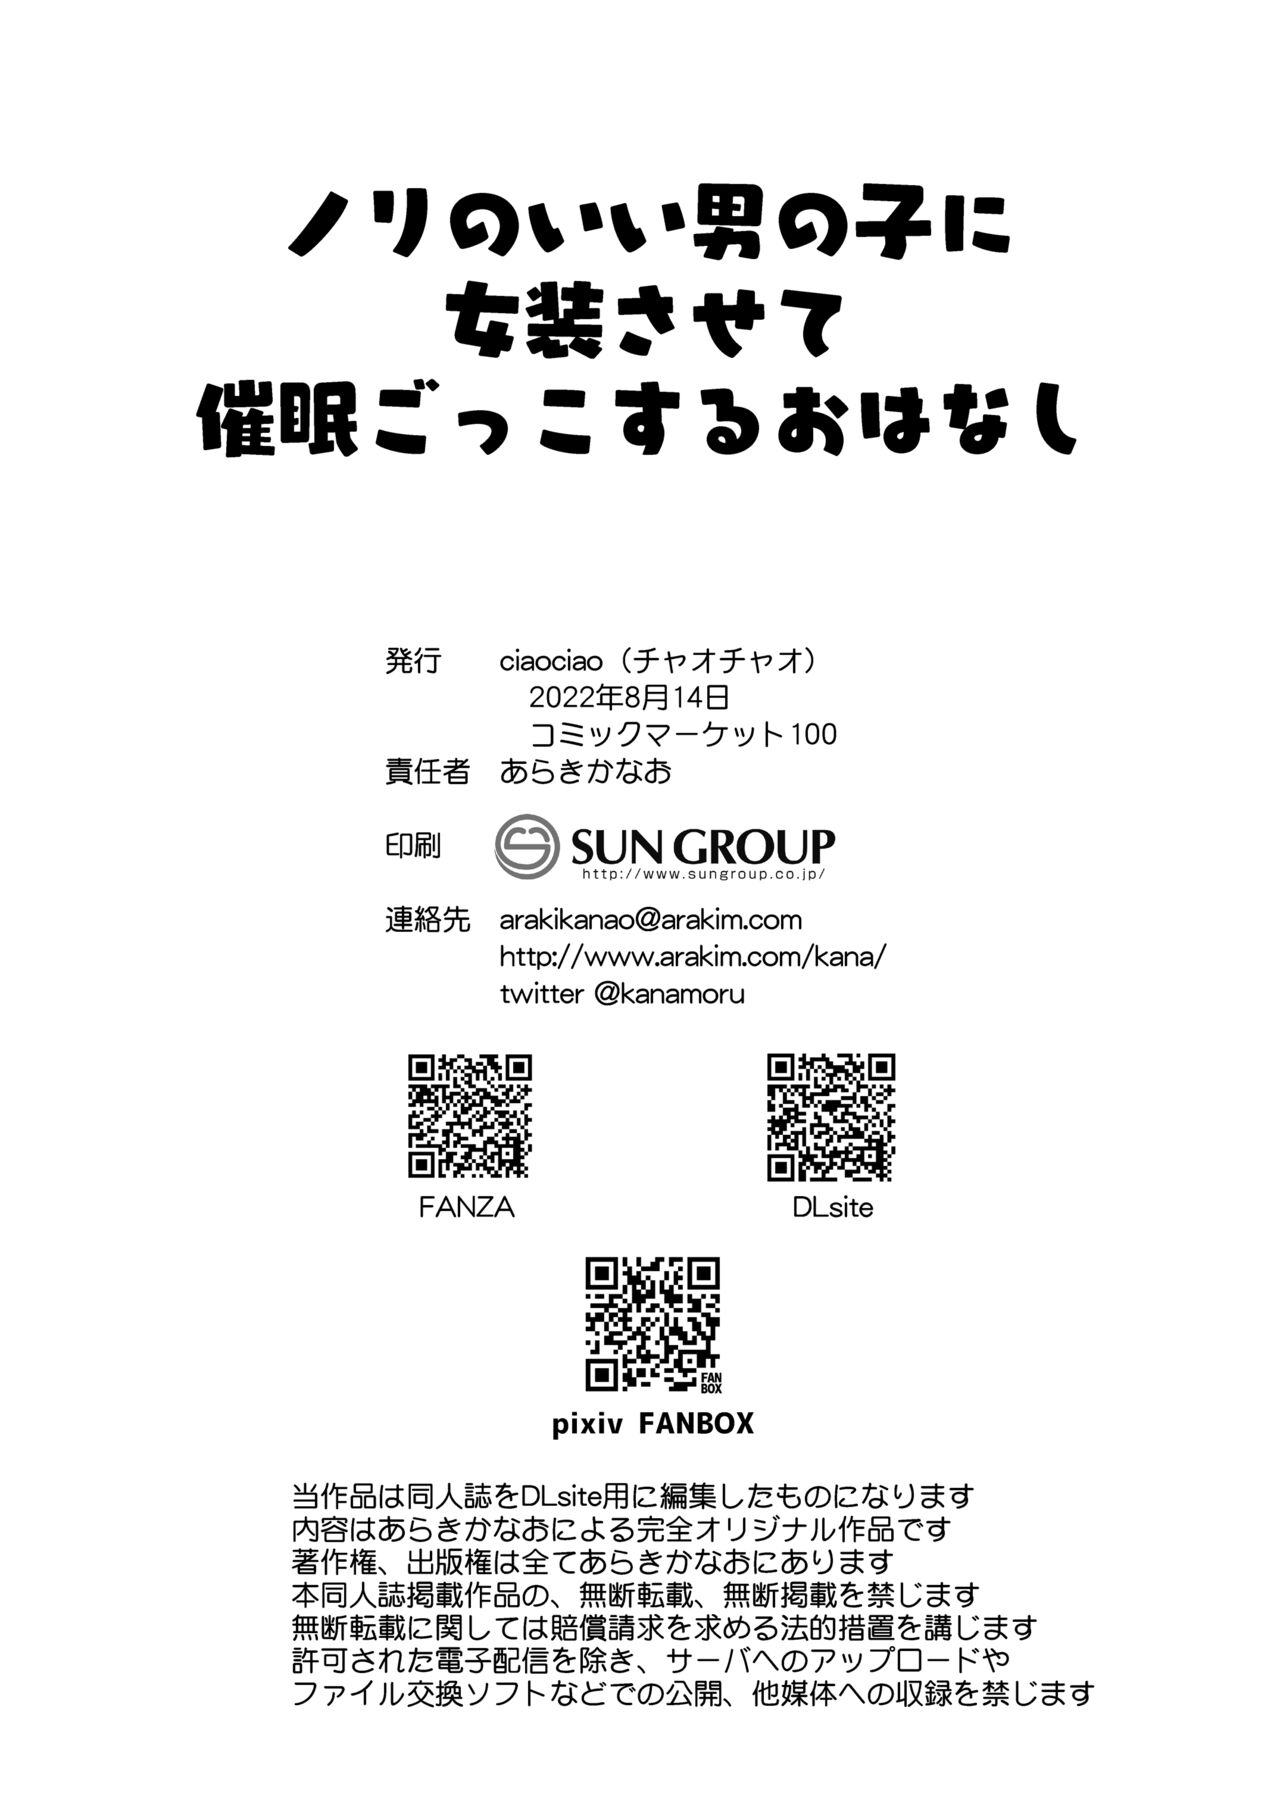 ノリのいい男の子に
女装させて
催眠ごっこするおはなし
発行 ciaociao（チャオチャオ）
2022年8月14日
コミックマーケット100
責任者 あらきかなお
印刷 SUN GROUP
http://www.sungroup.co.jp/
連絡先 arakikanao@arakim.com
http://www.arakim.com/kana/
twitter @kanamoru
FANZA DLsite
FAN
BOX
pixiv FANBOX
当作品は同人誌をDLsite用に編集したものになります
内容はあらきかなおによる完全オリジナル作品です
著作権、出版権は全てあらきかなおにあります
本同人誌掲載作品の、無断転載、無断掲載を禁じます
無断転載に関しては賠償請求を求める法的措置を講じます
許可された電子配信を除き、サーバへのアップロードや
ファイル交換ソフトなどでの公開、他媒体への収録を禁じます